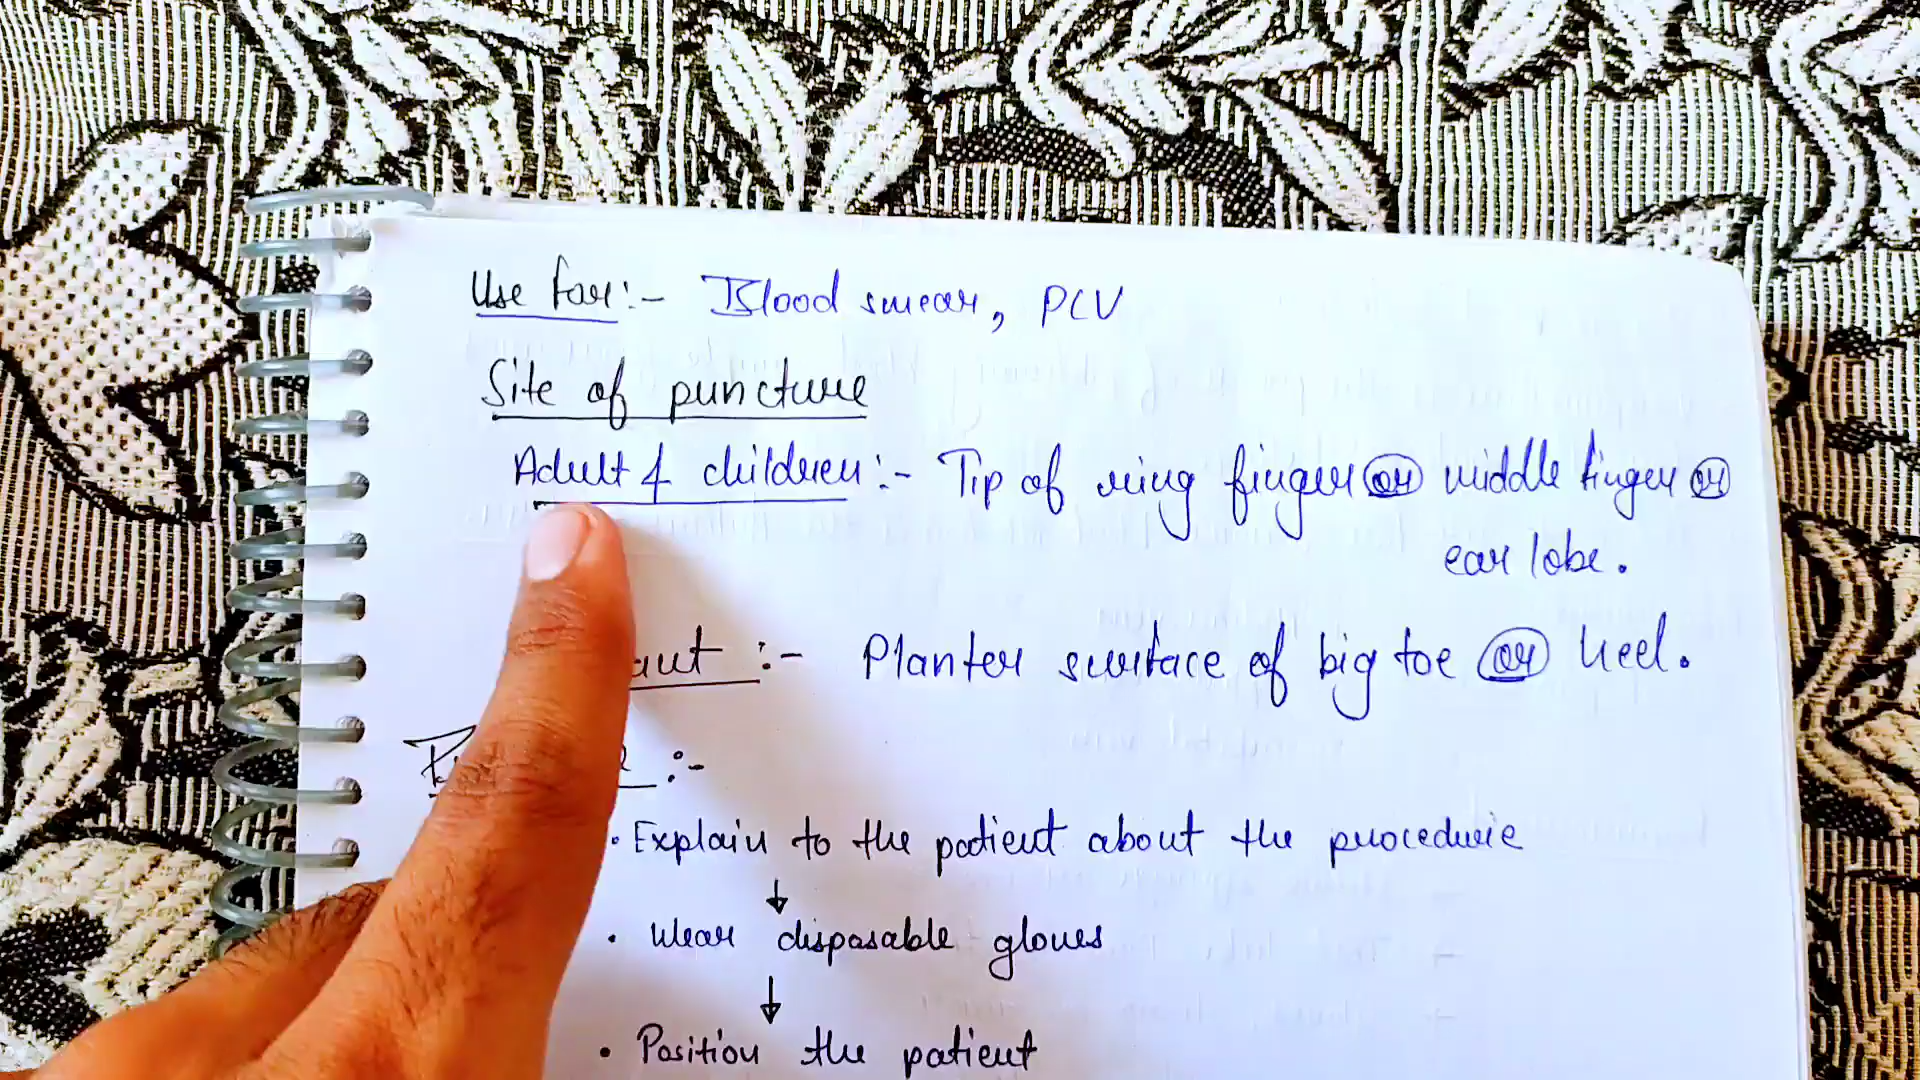 Use for:- Blood smear, PCV
Site of puncture
Adult & children:- Tip of ring finger or middle finger or
ear lobe.
:- Planter surface of big toe or heel.
:-
• Explain to the patient about the procedure
↓
• Wear disposable gloves
↓
• Position the patient